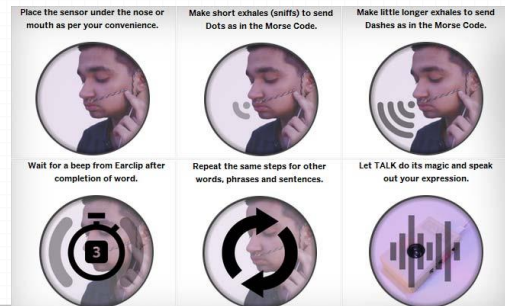 Place the sensor under the nose or
mouth as per your convenience.
Make short exhales (sniffs) to send
Dots as in the Morse Code.
Make little longer exhales to send
Dashes as in the Morse Code.
Wait for a beep from Earclip after
completion of word.
Repeat the same steps for other
words, phrases and sentences.
Let TALK do its magic and speak
out your expression.
3